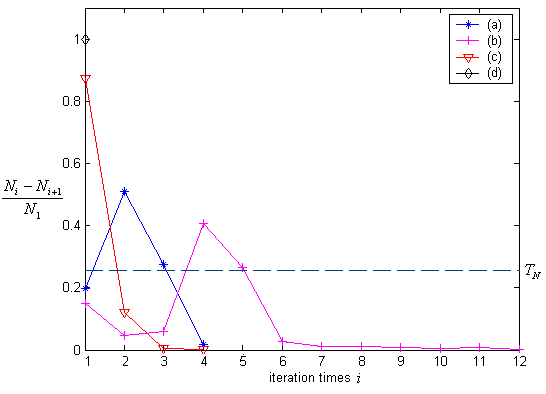 1
0.8
0.6
0.4
0.2
0
(N_i − N_{i+1}) / N_1
(a)
(b)
(c)
(d)
T_N
1 2 3 4 5 6 7 8 9 10 11 12
iteration times i